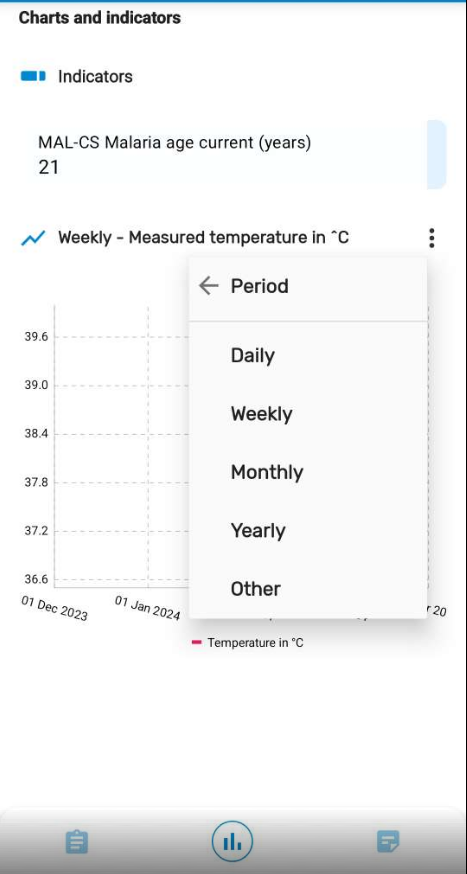 Charts and indicators
Indicators
MAL-CS Malaria age current (years)
21
Weekly - Measured temperature in ˆC
Period
Daily
Weekly
Monthly
Yearly
Other
39.6
39.0
38.4
37.8
37.2
36.6
01 Dec 2023
01 Jan 2024
20
Temperature in °C